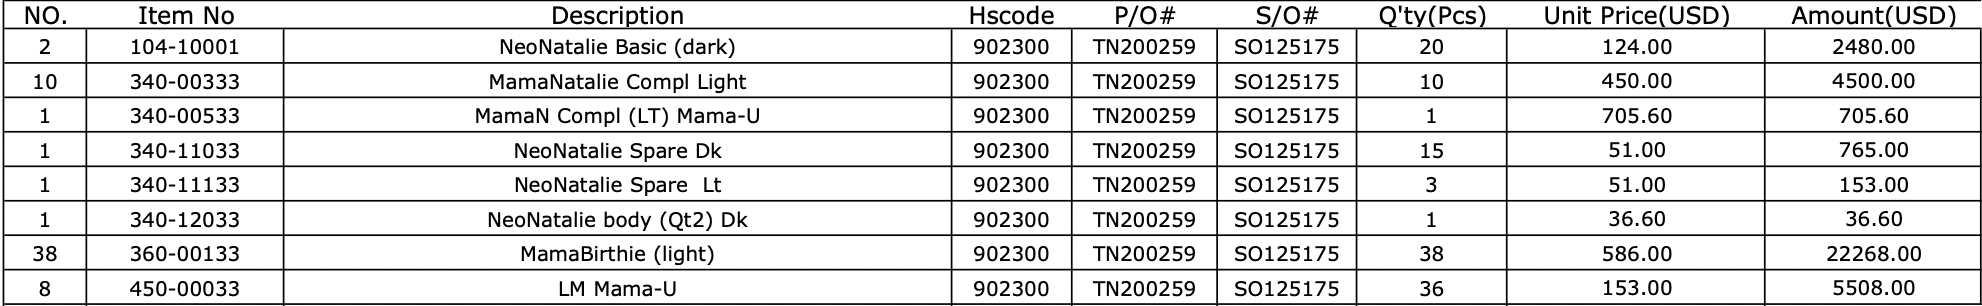 NO. Item No Description Hscode P/O# S/O# Q'ty(Pcs) Unit Price(USD) Amount(USD)
2 104-10001 NeoNatalie Basic (dark) 902300 TN200259 SO125175 20 124.00 2480.00
10 340-00333 MamaNatalie Compl Light 902300 TN200259 SO125175 10 450.00 4500.00
1 340-00533 MamaN Compl (LT) Mama-U 902300 TN200259 SO125175 1 705.60 705.60
1 340-11033 NeoNatalie Spare Dk 902300 TN200259 SO125175 15 51.00 765.00
1 340-11133 NeoNatalie Spare  Lt 902300 TN200259 SO125175 3 51.00 153.00
1 340-12033 NeoNatalie body (Qt2) Dk 902300 TN200259 SO125175 1 36.60 36.60
38 360-00133 MamaBirthie (light) 902300 TN200259 SO125175 38 586.00 22268.00
8 450-00033 LM Mama-U 902300 TN200259 SO125175 36 153.00 5508.00